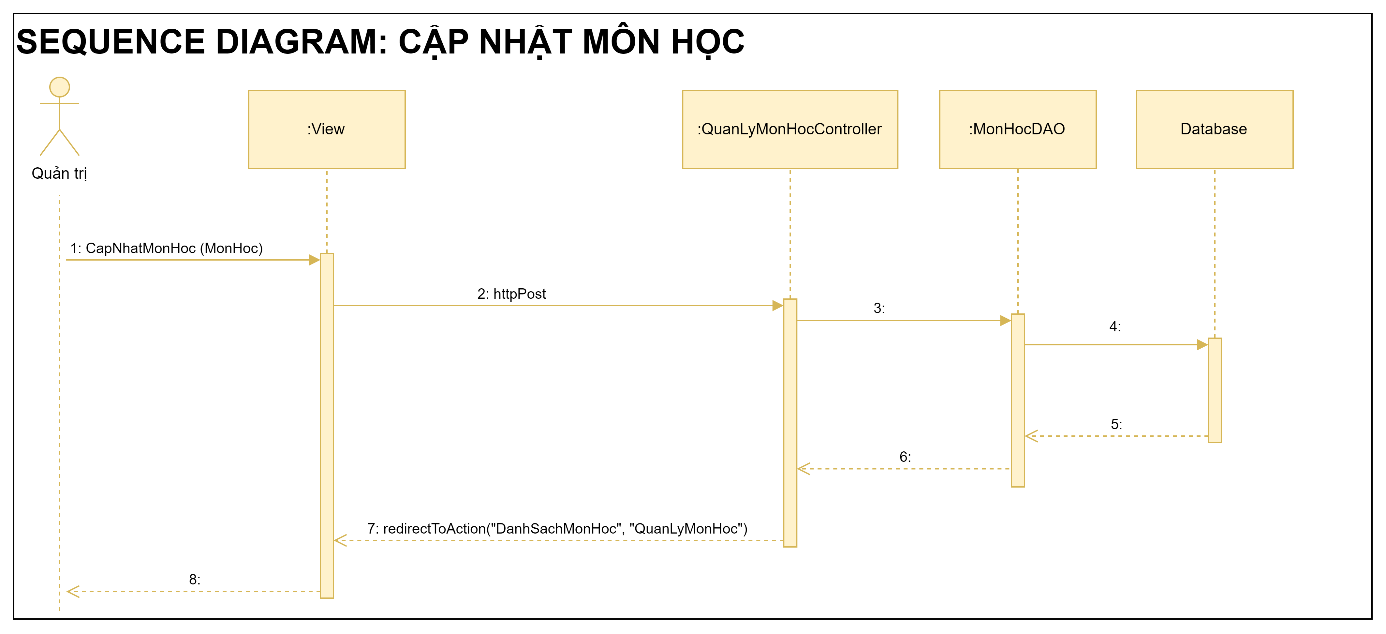 SEQUENCE DIAGRAM: CẬP NHẬT MÔN HỌC
:View
:QuanLyMonHocController
:MonHocDAO
Database
Quản trị
1: CapNhatMonHoc (MonHoc)
2: httpPost
3:
4:
5:
6:
7: redirectToAction("DanhSachMonHoc", "QuanLyMonHoc")
8: